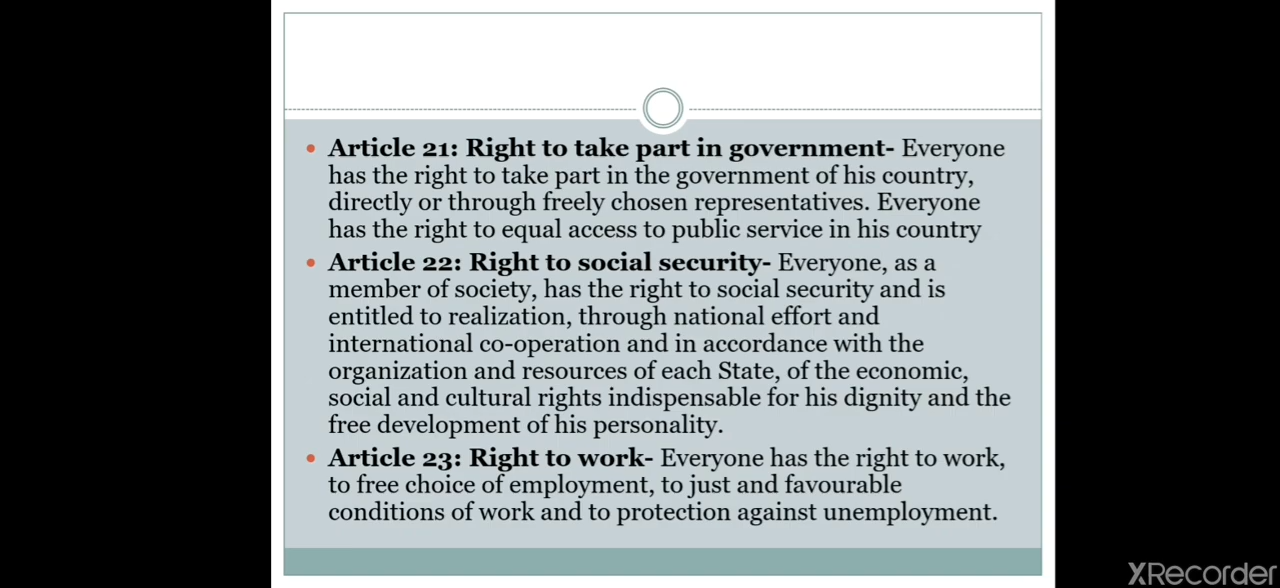 • Article 21: Right to take part in government- Everyone
has the right to take part in the government of his country,
directly or through freely chosen representatives. Everyone
has the right to equal access to public service in his country
• Article 22: Right to social security- Everyone, as a
member of society, has the right to social security and is
entitled to realization, through national effort and
international co-operation and in accordance with the
organization and resources of each State, of the economic,
social and cultural rights indispensable for his dignity and the
free development of his personality.
• Article 23: Right to work- Everyone has the right to work,
to free choice of employment, to just and favourable
conditions of work and to protection against unemployment.
XRecorder